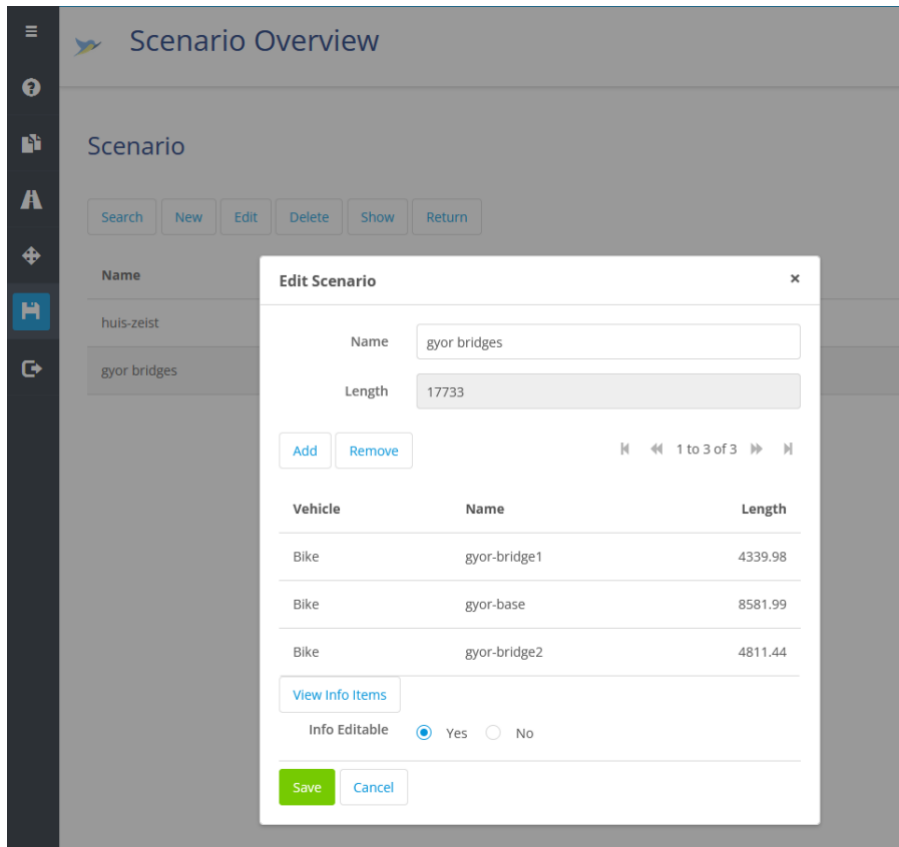 Scenario Overview
Scenario
Search New Edit Delete Show Return
Name
huis-zeist
gyor bridges
Edit Scenario ×
Name gyor bridges
Length 17733
Add Remove 1 to 3 of 3
Vehicle Name Length
Bike gyor-bridge1 4339.98
Bike gyor-base 8581.99
Bike gyor-bridge2 4811.44
View Info Items
Info Editable Yes No
Save Cancel